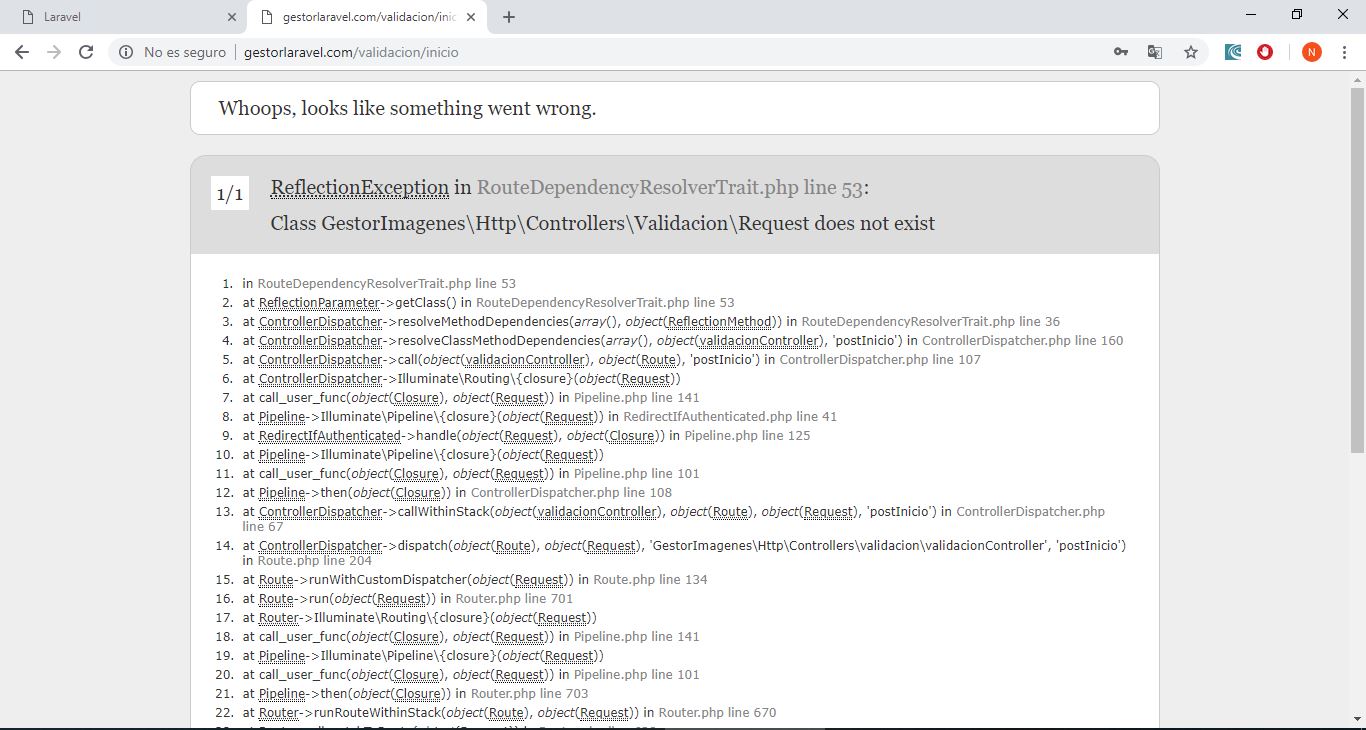 Laravel
gestorlaravel.com/validacion/inic
No es seguro
gestorlaravel.com/validacion/inicio
N
Whoops, looks like something went wrong.
1/1
ReflectionException in RouteDependencyResolverTrait.php line 53:
Class GestorImagenes\Http\Controllers\Validacion\Request does not exist
1. in RouteDependencyResolverTrait.php line 53
2. at ReflectionParameter->getClass() in RouteDependencyResolverTrait.php line 53
3. at ControllerDispatcher->resolveMethodDependencies(array(), object(ReflectionMethod)) in RouteDependencyResolverTrait.php line 36
4. at ControllerDispatcher->resolveClassMethodDependencies(array(), object(validacionController), 'postInicio') in ControllerDispatcher.php line 160
5. at ControllerDispatcher->call(object(validacionController), object(Route), 'postInicio') in ControllerDispatcher.php line 107
6. at ControllerDispatcher->Illuminate\Routing\{closure}(object(Request))
7. at call_user_func(object(Closure), object(Request)) in Pipeline.php line 141
8. at Pipeline->Illuminate\Pipeline\{closure}(object(Request)) in RedirectIfAuthenticated.php line 41
9. at RedirectIfAuthenticated->handle(object(Request), object(Closure)) in Pipeline.php line 125
10. at Pipeline->Illuminate\Pipeline\{closure}(object(Request))
11. at call_user_func(object(Closure), object(Request)) in Pipeline.php line 101
12. at Pipeline->then(object(Closure)) in ControllerDispatcher.php line 108
13. at ControllerDispatcher->callWithinStack(object(validacionController), object(Route), object(Request), 'postInicio') in ControllerDispatcher.php
line 67
14. at ControllerDispatcher->dispatch(object(Route), object(Request), 'GestorImagenes\Http\Controllers\validacion\validacionController', 'postInicio')
in Route.php line 204
15. at Route->runWithCustomDispatcher(object(Request)) in Route.php line 134
16. at Route->run(object(Request)) in Router.php line 701
17. at Router->Illuminate\Routing\{closure}(object(Request))
18. at call_user_func(object(Closure), object(Request)) in Pipeline.php line 141
19. at Pipeline->Illuminate\Pipeline\{closure}(object(Request))
20. at call_user_func(object(Closure), object(Request)) in Pipeline.php line 101
21. at Pipeline->then(object(Closure)) in Router.php line 703
22. at Router->runRouteWithinStack(object(Route), object(Request)) in Router.php line 670